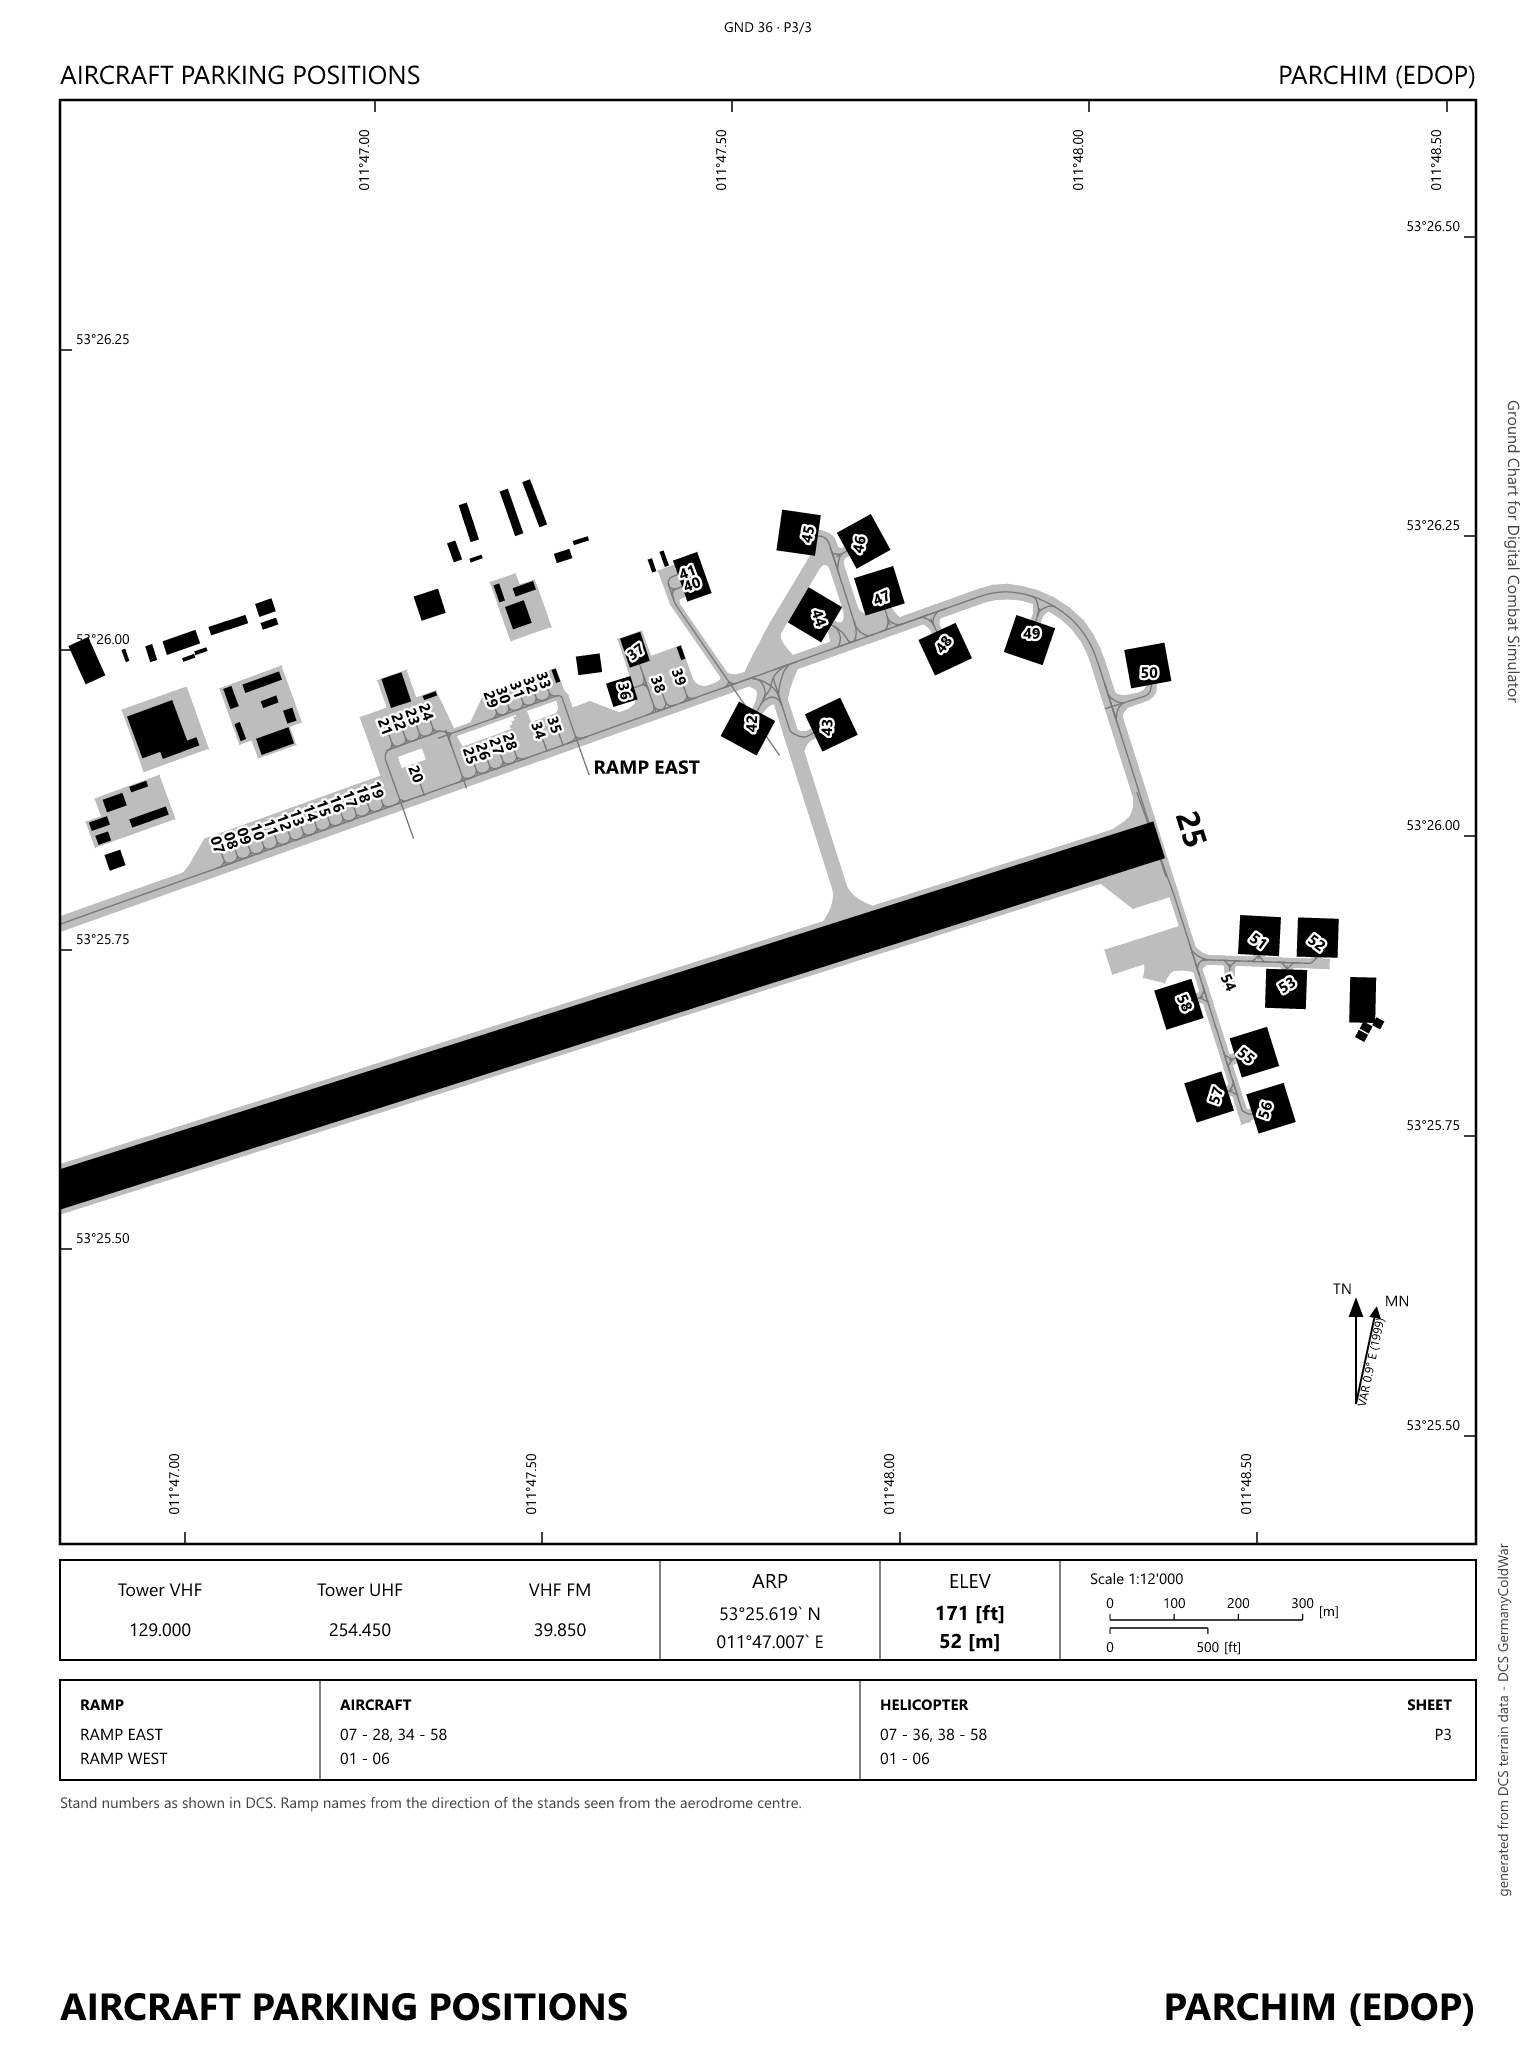 GND 36 · P3/3
AIRCRAFT PARKING POSITIONS
PARCHIM (EDOP)
011°47.00
011°47.50
011°48.00
011°48.50
53°26.50
53°26.25
53°26.25
53°26.00
53°26.00
53°25.75
53°25.75
53°25.50
53°25.50
45
46
41
40
47
44
48
49
50
37
36
38
39
42
43
29
30
31
32
33
34
35
21
22
23
24
25
26
27
28
20
RAMP EAST
07
08
09
10
11
12
13
14
15
16
17
18
19
25
51
52
53
54
58
55
57
56
TN
MN
VAR 0.9° E (1999)
011°47.00
011°47.50
011°48.00
011°48.50
Ground Chart for Digital Combat Simulator
Tower VHF
129.000
Tower UHF
254.450
VHF FM
39.850
ARP
53°25.619` N
011°47.007` E
ELEV
171 [ft]
52 [m]
Scale 1:12'000
0 100 200 300 [m]
0 500 [ft]
RAMP AIRCRAFT HELICOPTER SHEET
RAMP EAST 07 - 28, 34 - 58 07 - 36, 38 - 58 P3
RAMP WEST 01 - 06 01 - 06
Stand numbers as shown in DCS. Ramp names from the direction of the stands seen from the aerodrome centre.
generated from DCS terrain data - DCS GermanyColdWar
AIRCRAFT PARKING POSITIONS
PARCHIM (EDOP)